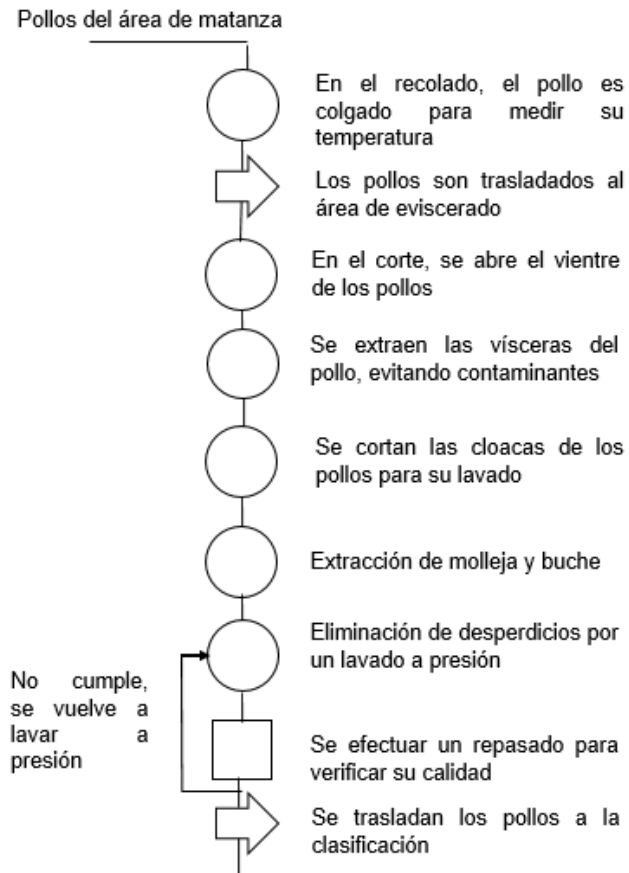 Pollos del área de matanza
En el recolado, el pollo es
colgado para medir su
temperatura
Los pollos son trasladados al
área de eviscerado
En el corte, se abre el vientre
de los pollos
Se extraen las vísceras del
pollo, evitando contaminantes
Se cortan las cloacas de los
pollos para su lavado
Extracción de molleja y buche
Eliminación de desperdicios por
un lavado a presión
No cumple,
se vuelve a
lavar a
presión
Se efectuar un repasado para
verificar su calidad
Se trasladan los pollos a la
clasificación